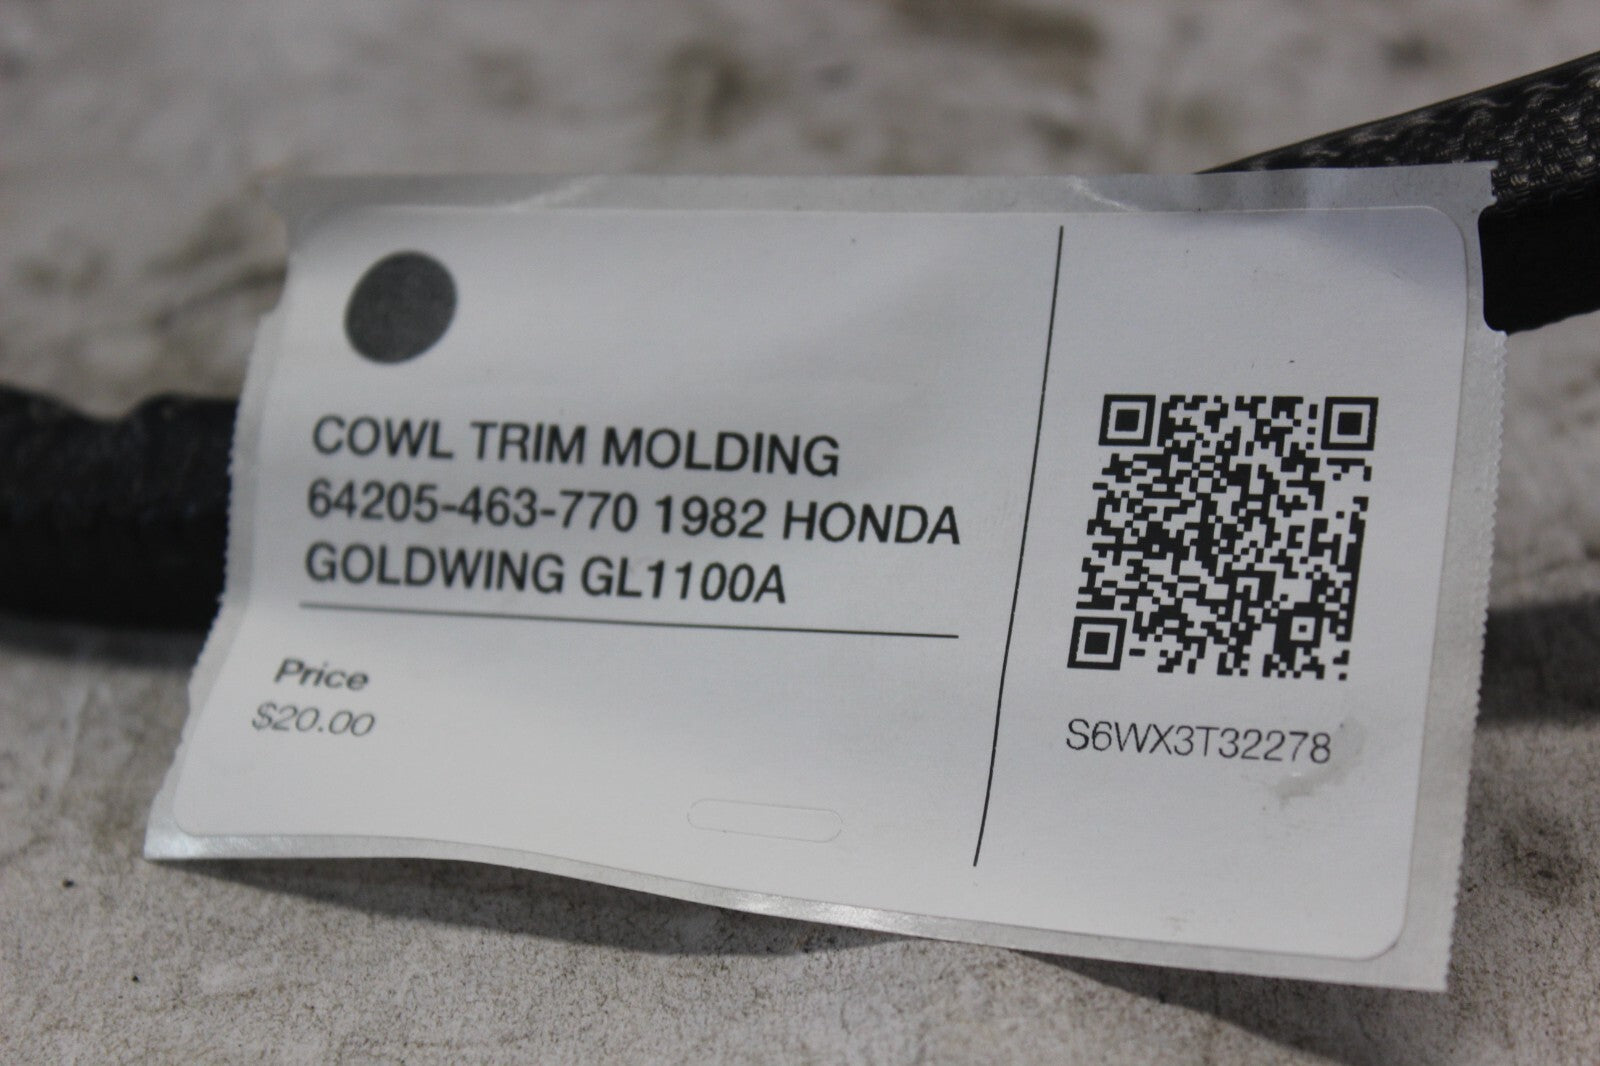 COWL TRIM MOLDING
64205-463-770 1982 HONDA
GOLDWING GL1100A
Price
$20.00
S6WX3T32278